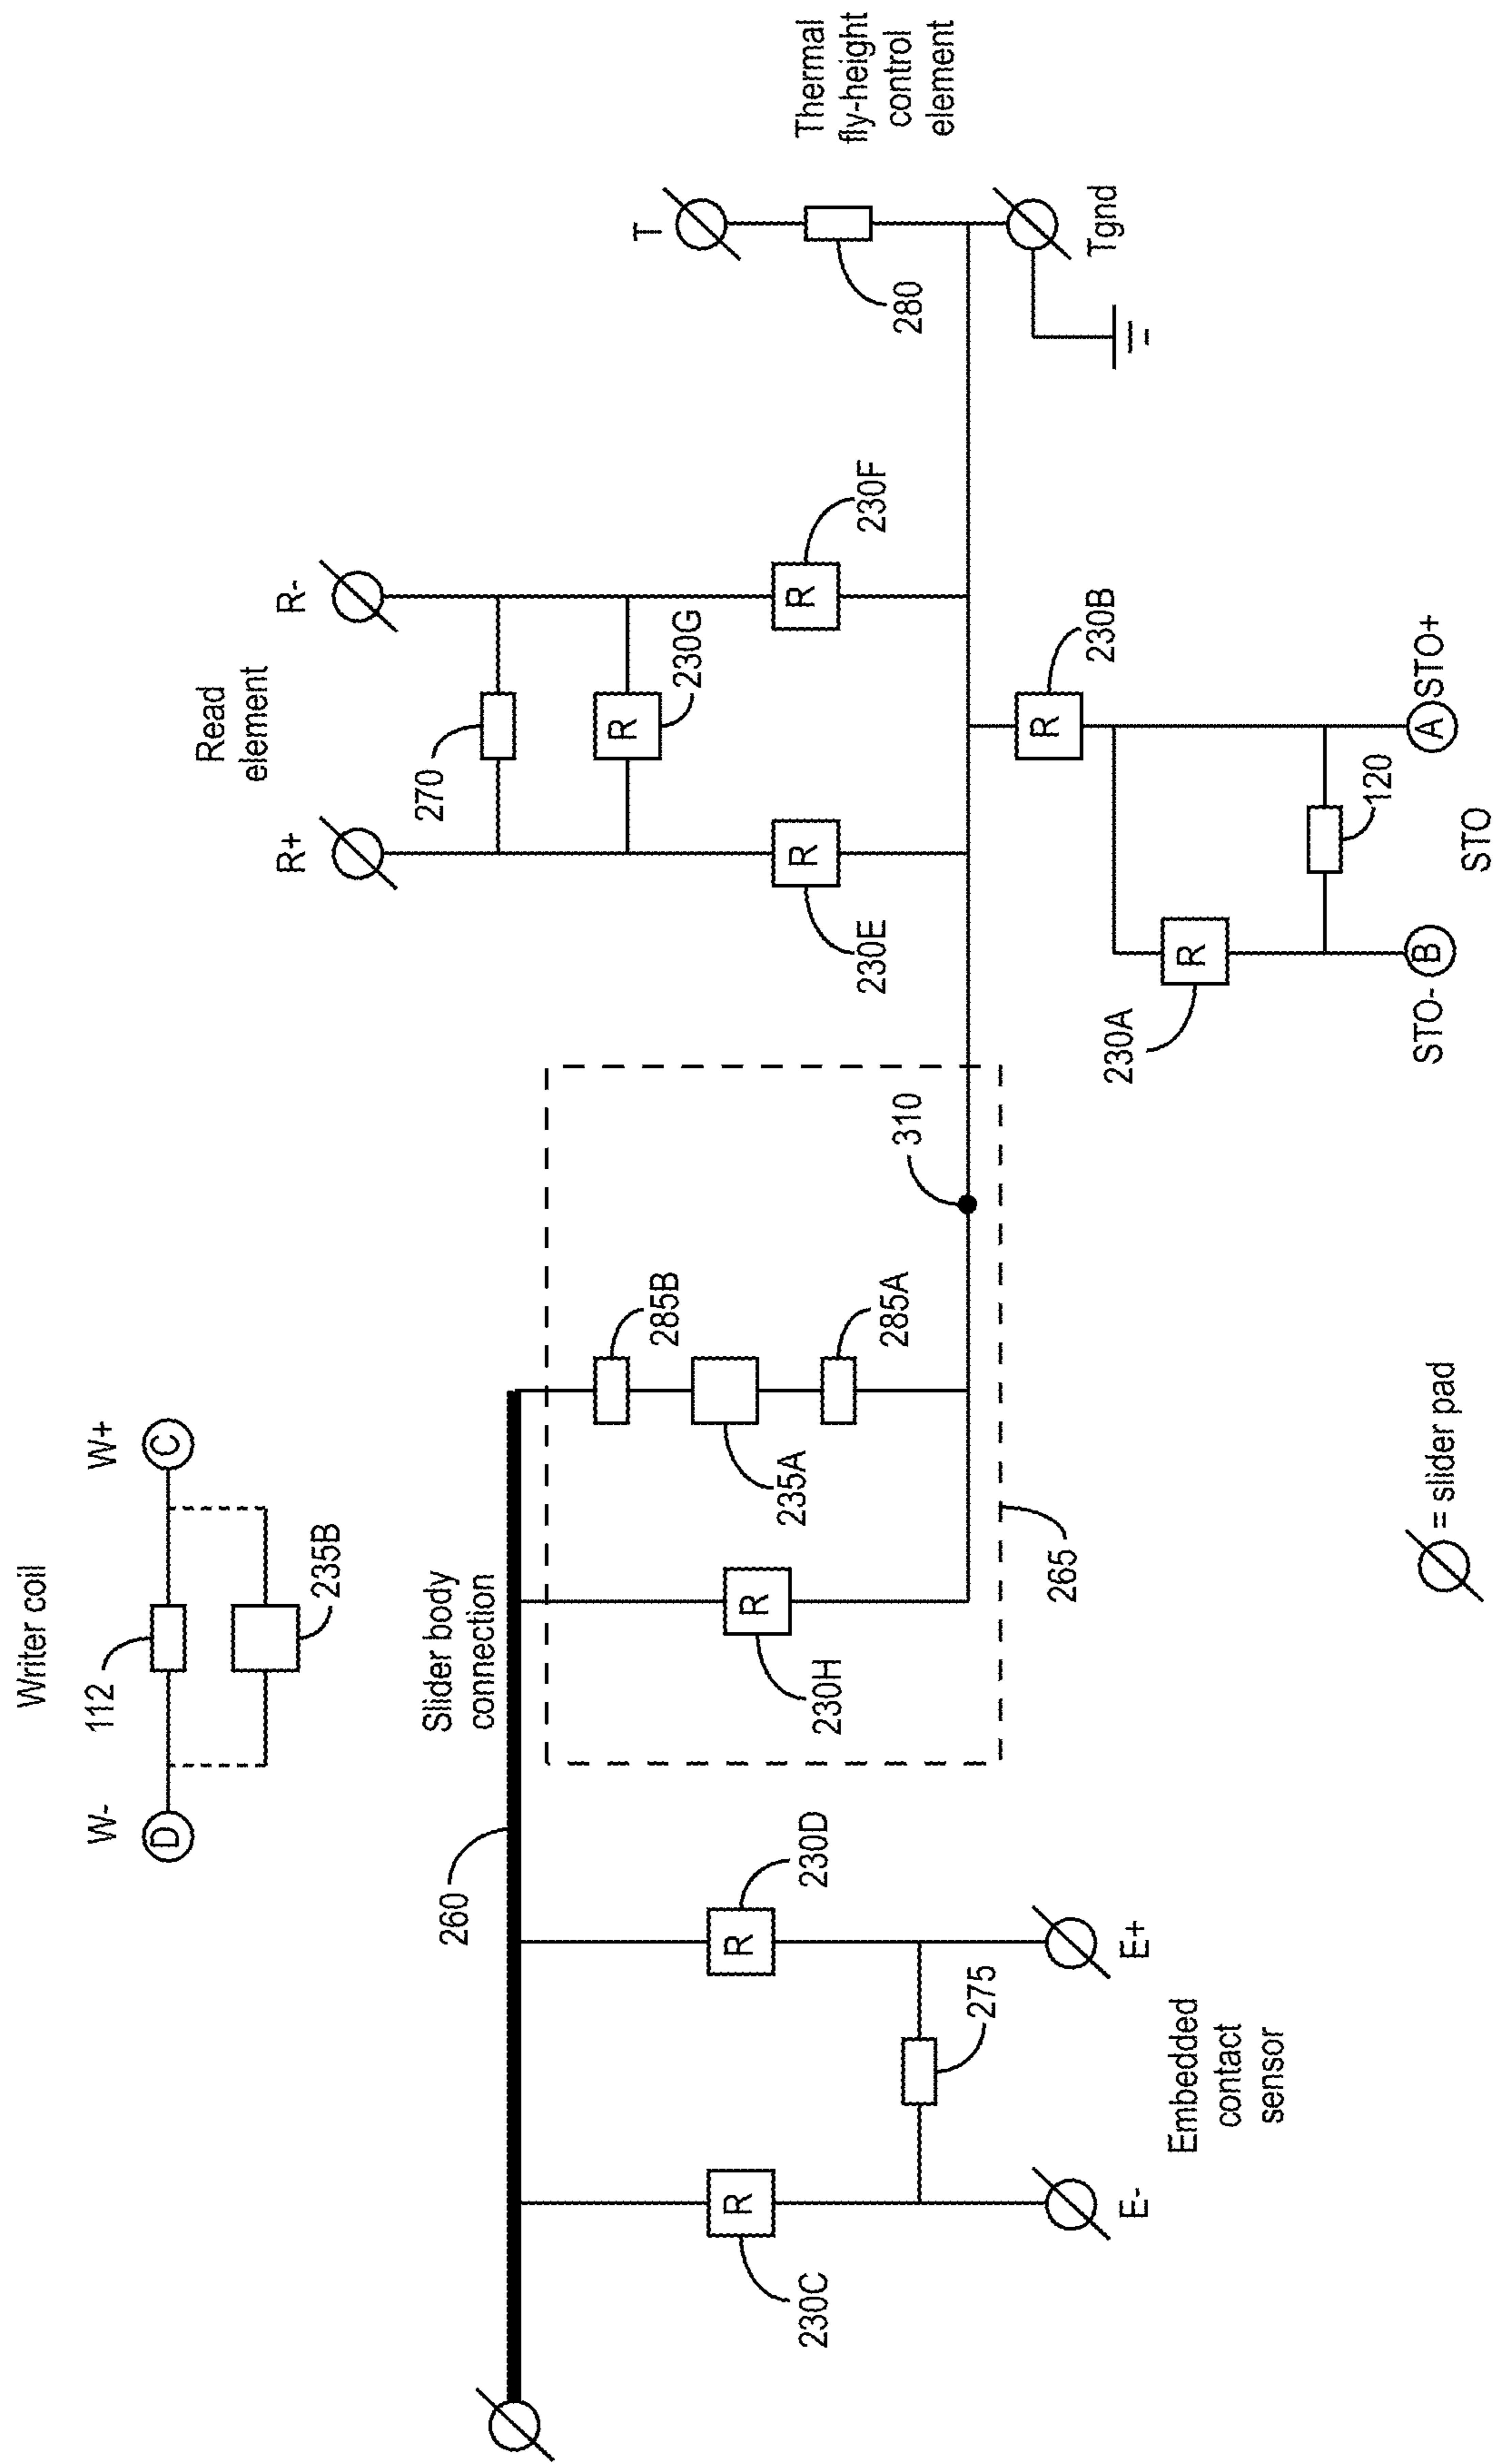 Writer coil
W-
W+
112
D
C
235B
Slider body
connection
260
Read
element
R+
R-
270
R
230G
Thermal
fly-height
control
element
T
280
Tgnd
R
230C
R
230D
275
E-
E+
Embedded
contact
sensor
R
230H
285B
235A
285A
310
265
R
230E
R
230F
R
230B
R
230A
120
B
A
STO-
STO+
STO
= slider pad